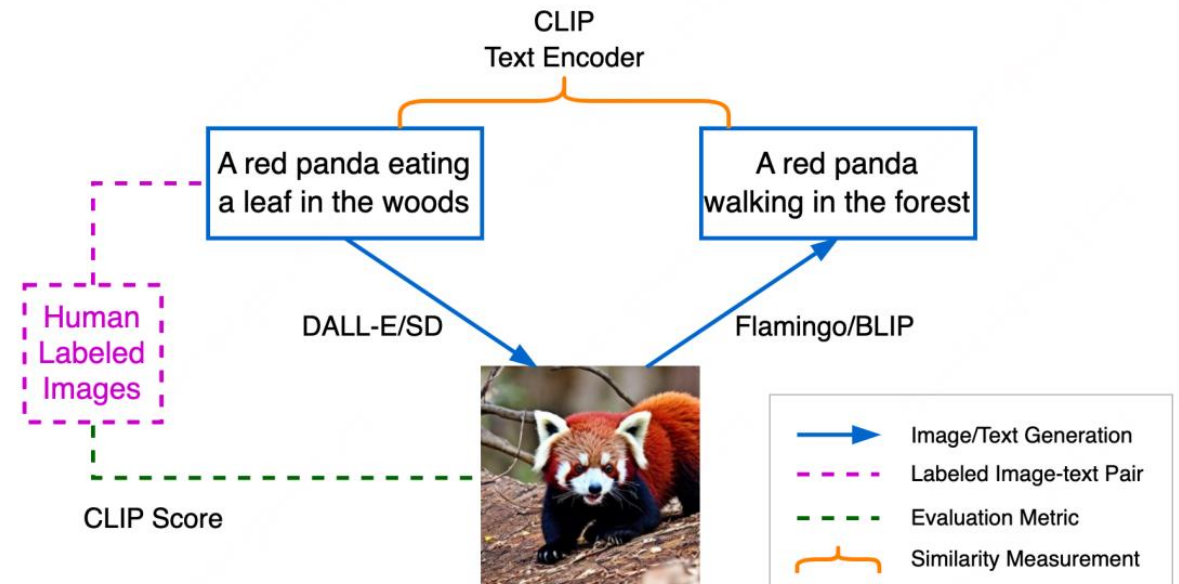 CLIP
Text Encoder
A red panda eating
a leaf in the woods
A red panda
walking in the forest
Human
Labeled
Images
DALL-E/SD
Flamingo/BLIP
CLIP Score
Image/Text Generation
Labeled Image-text Pair
Evaluation Metric
Similarity Measurement